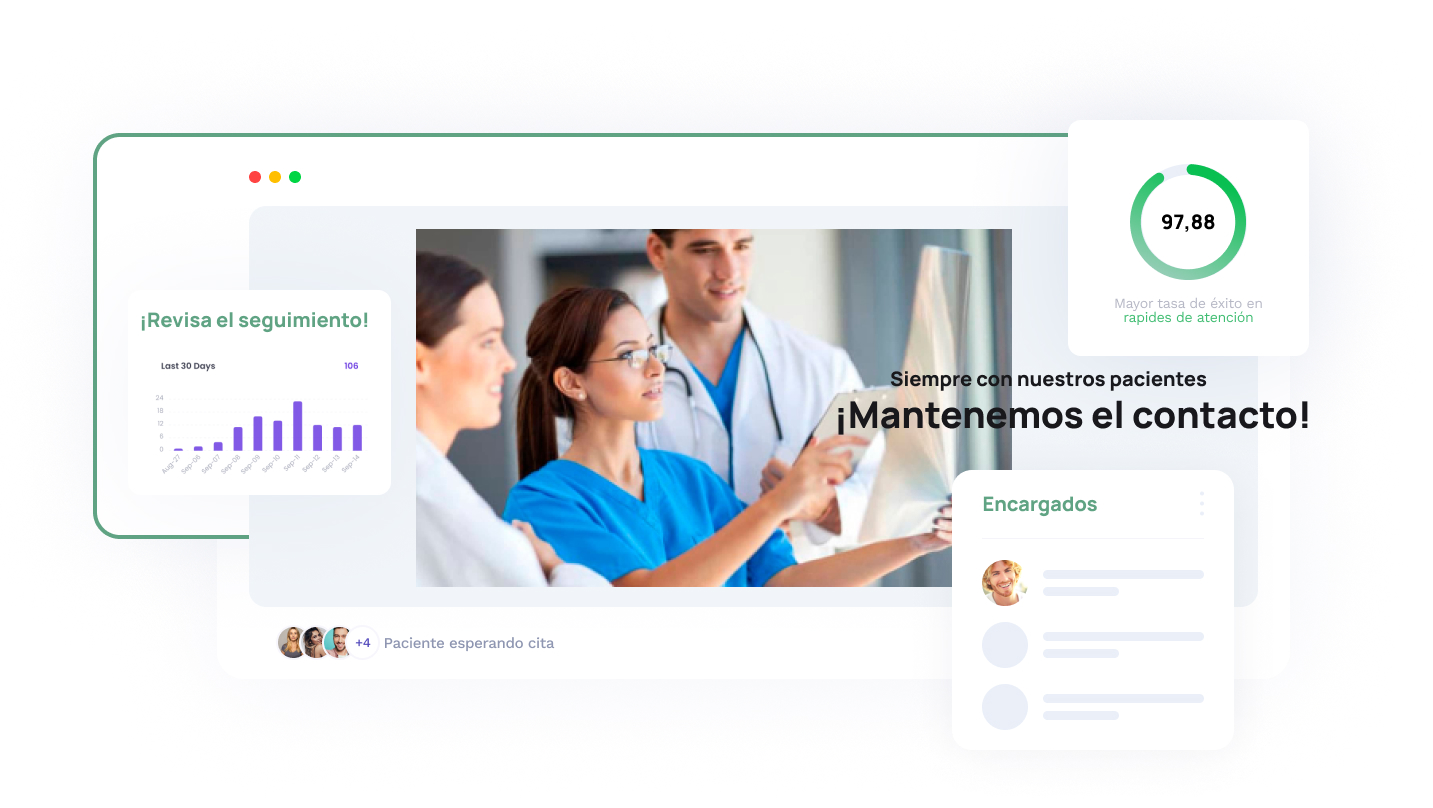 97,88
Mayor tasa de éxito en
rapides de atención
¡Revisa el seguimiento!
Last 30 Days 106
24
18
12
6
0
Aug-27 Sep-06 Sep-07 Sep-08 Sep-09 Sep-10 Sep-11 Sep-12 Sep-13 Sep-14
Siempre con nuestros pacientes
¡Mantenemos el contacto!
Encargados
+4 Paciente esperando cita